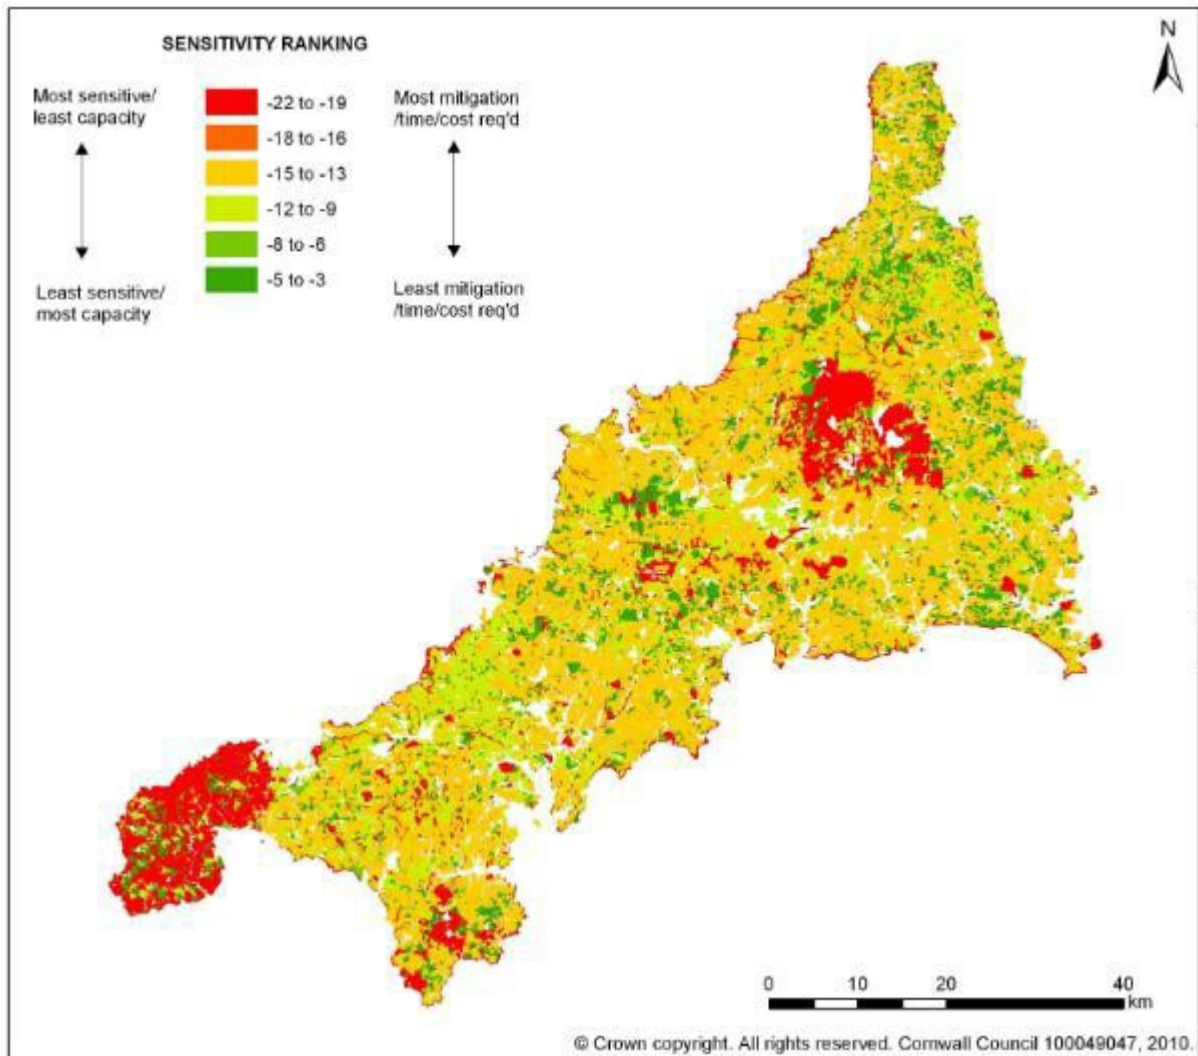 SENSITIVITY RANKING
N
Most sensitive/
least capacity
Least sensitive/
most capacity
-22 to -19
-18 to -16
-15 to -13
-12 to -9
-8 to -6
-5 to -3
Most mitigation
/time/cost req'd
Least mitigation
/time/cost req'd
0 10 20 40
km
© Crown copyright. All rights reserved. Cornwall Council 100049047, 2010.